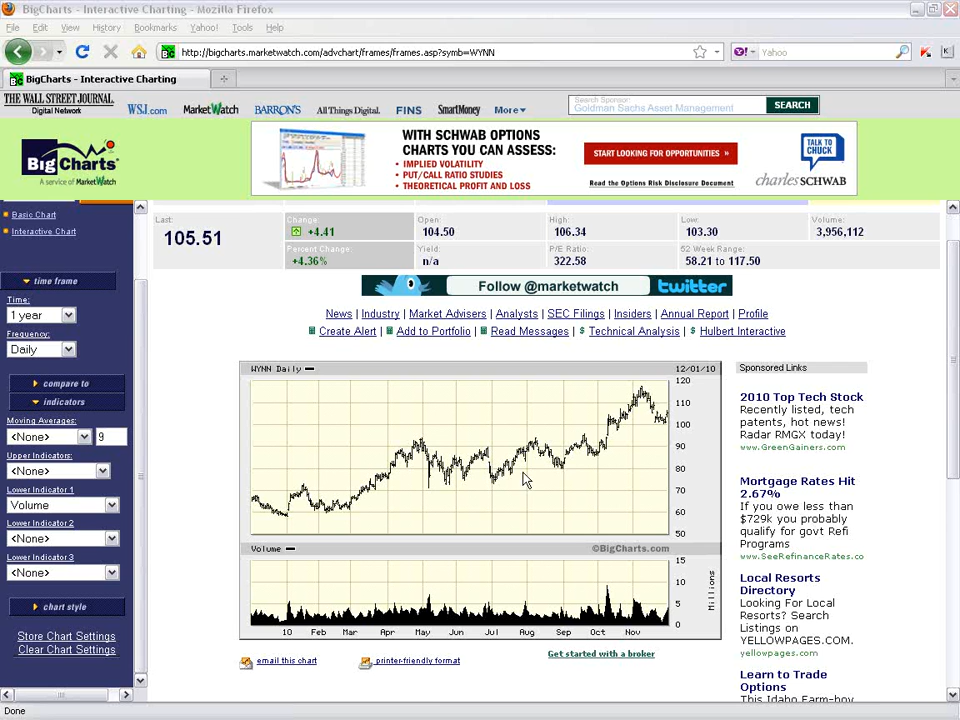 BigCharts - Interactive Charting - Mozilla Firefox
File Edit View History Bookmarks Yahoo! Tools Help
http://bigcharts.marketwatch.com/advchart/frames/frames.asp?symb=WYNN
Yahoo
BigCharts - Interactive Charting
THE WALL STREET JOURNAL
Digital Network
WSJ.com MarketWatch BARRON'S All Things Digital. FINS SmartMoney More
Search Sponsor:
Goldman Sachs Asset Management
SEARCH
BigCharts
A service of MarketWatch
WITH SCHWAB OPTIONS
CHARTS YOU CAN ASSESS:
• IMPLIED VOLATILITY
• PUT/CALL RATIO STUDIES
• THEORETICAL PROFIT AND LOSS
START LOOKING FOR OPPORTUNITIES »
Read the Options Risk Disclosure Document
TALK TO CHUCK
charles SCHWAB
Basic Chart
Interactive Chart
time frame
Time:
1 year
Frequency:
Daily
compare to
indicators
Moving Averages:
<None> 9
Upper Indicators:
<None>
Lower Indicator 1
Volume
Lower Indicator 2
<None>
Lower Indicator 3
<None>
chart style
Store Chart Settings
Clear Chart Settings
Last:
105.51
Change:
+4.41
Open:
104.50
High:
106.34
Low:
103.30
Volume:
3,956,112
Percent Change:
+4.36%
Yield:
n/a
P/E Ratio:
322.58
52 Week Range:
58.21 to 117.50
Follow @marketwatch twitter
News | Industry | Market Advisers | Analysts | SEC Filings | Insiders | Annual Report | Profile
Create Alert | Add to Portfolio | Read Messages | $ Technical Analysis | $ Hulbert Interactive
WYNN Daily 12/01/10
120
110
100
90
80
70
60
50
Volume ©BigCharts.com
15
10
5
0
Millions
10 Feb Mar Apr May Jun Jul Aug Sep Oct Nov
email this chart
printer-friendly format
Get started with a broker
Sponsored Links
2010 Top Tech Stock
Recently listed, tech
patents, hot news!
Radar RMGX today!
www.GreenGainers.com
Mortgage Rates Hit
2.67%
If you owe less than
$729k you probably
qualify for govt Refi
Programs
www.SeeRefinanceRates.co
Local Resorts
Directory
Looking For Local
Resorts? Search
Listings on
YELLOWPAGES.COM.
yellowpages.com
Learn to Trade
Options
This Idaho Farm-boy
Done